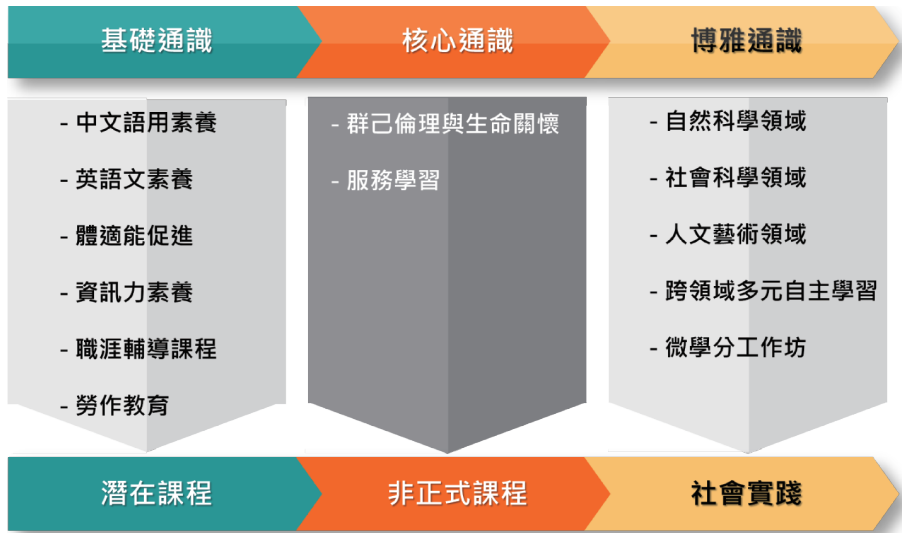 基礎通識
核心通識
博雅通識
- 中文語用素養
- 英語文素養
- 體適能促進
- 資訊力素養
- 職涯輔導課程
- 勞作教育
- 群己倫理與生命關懷
- 服務學習
- 自然科學領域
- 社會科學領域
- 人文藝術領域
- 跨領域多元自主學習
- 微學分工作坊
潛在課程
非正式課程
社會實踐